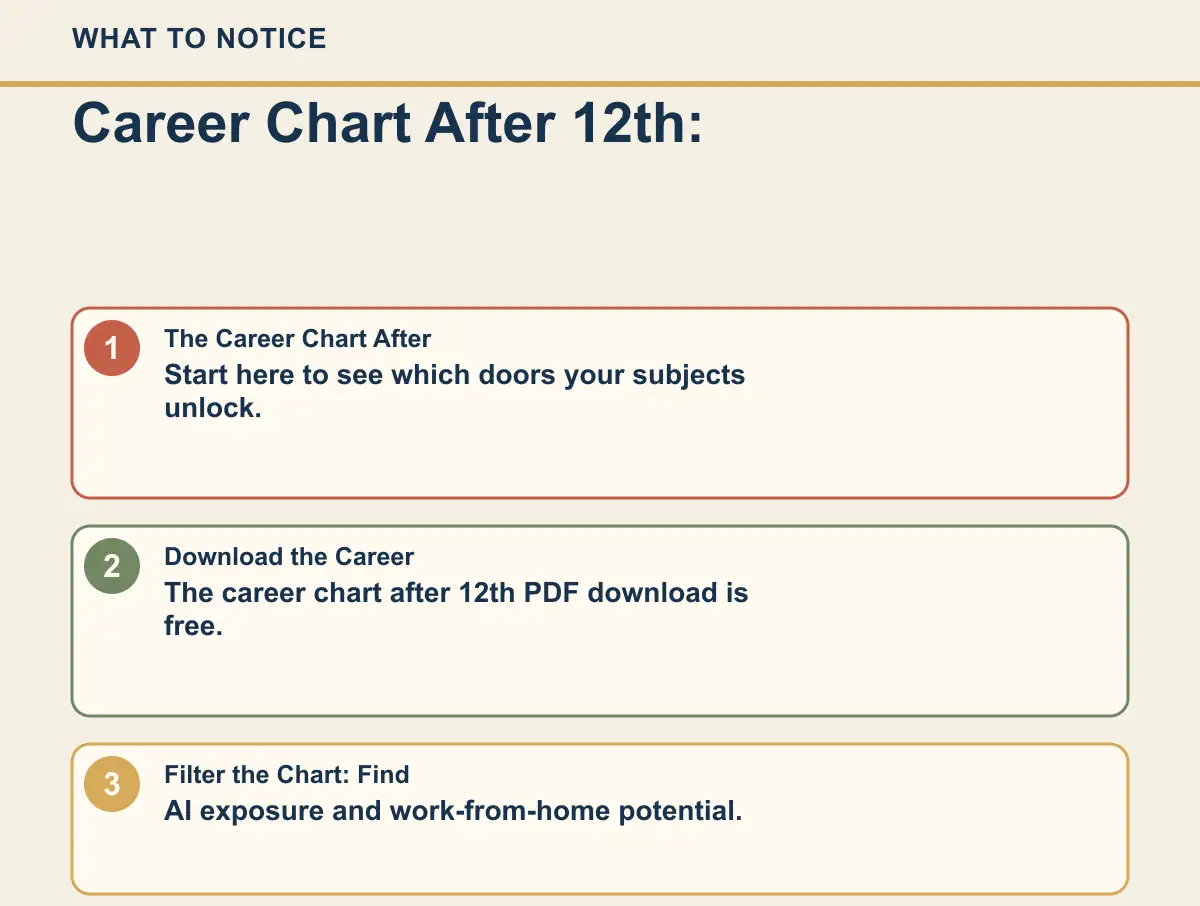 WHAT TO NOTICE
Career Chart After 12th:
1
The Career Chart After
Start here to see which doors your subjects
unlock.
2
Download the Career
The career chart after 12th PDF download is
free.
3
Filter the Chart: Find
AI exposure and work-from-home potential.